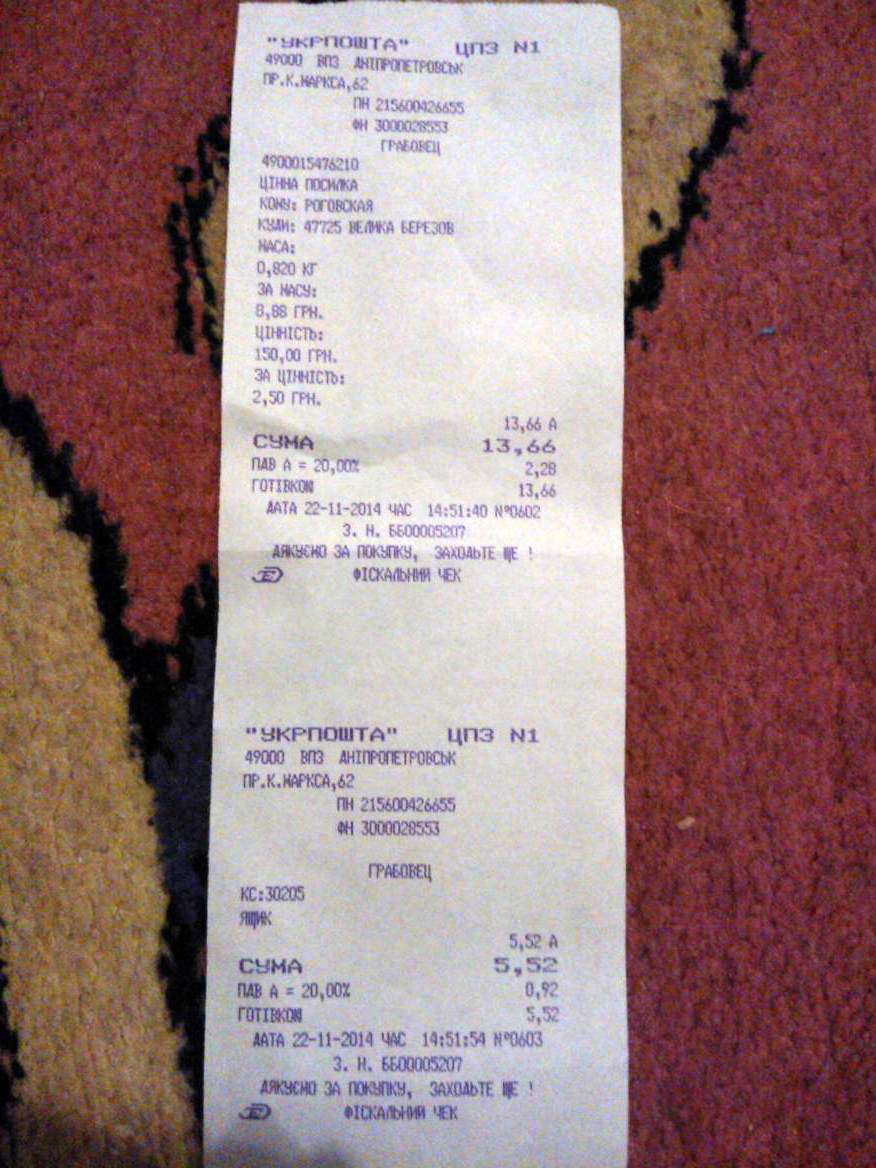 "УКРПОШТА" ЦПЗ N1
49000 ВПЗ ДНІПРОПЕТРОВСЬК
ПР.К.МАРКСА,62
ПН 215600426655
ФН 3000028553
ГРАБОВЕЦ
4900015476210
ЦІННА ПОСИЛКА
КОМУ: РОГОВСКАЯ
КУДИ: 47725 ВЕЛИКА БЕРЕЗОВ
МАСА:
0,820 КГ
ЗА МАСУ:
8,88 ГРН.
ЦІННІСТЬ:
150,00 ГРН.
ЗА ЦІННІСТЬ:
2,50 ГРН.
13,66 А
СУМА 13,66
ПДВ А = 20,00% 2,28
ГОТІВКОЮ 13,66
ДАТА 22-11-2014 ЧАС 14:51:40 №0602
З. Н. ББ00005207
ДЯКУЄМО ЗА ПОКУПКУ, ЗАХОДЬТЕ ЩЕ !
ФІСКАЛЬНИЙ ЧЕК
"УКРПОШТА" ЦПЗ N1
49000 ВПЗ ДНІПРОПЕТРОВСЬК
ПР.К.МАРКСА,62
ПН 215600426655
ФН 3000028553
ГРАБОВЕЦ
КС:30205
ЯЩИК
5,52 А
СУМА 5,52
ПДВ А = 20,00% 0,92
ГОТІВКОЮ 5,52
ДАТА 22-11-2014 ЧАС 14:51:54 №0603
З. Н. ББ00005207
ДЯКУЄМО ЗА ПОКУПКУ, ЗАХОДЬТЕ ЩЕ !
ФІСКАЛЬНИЙ ЧЕК